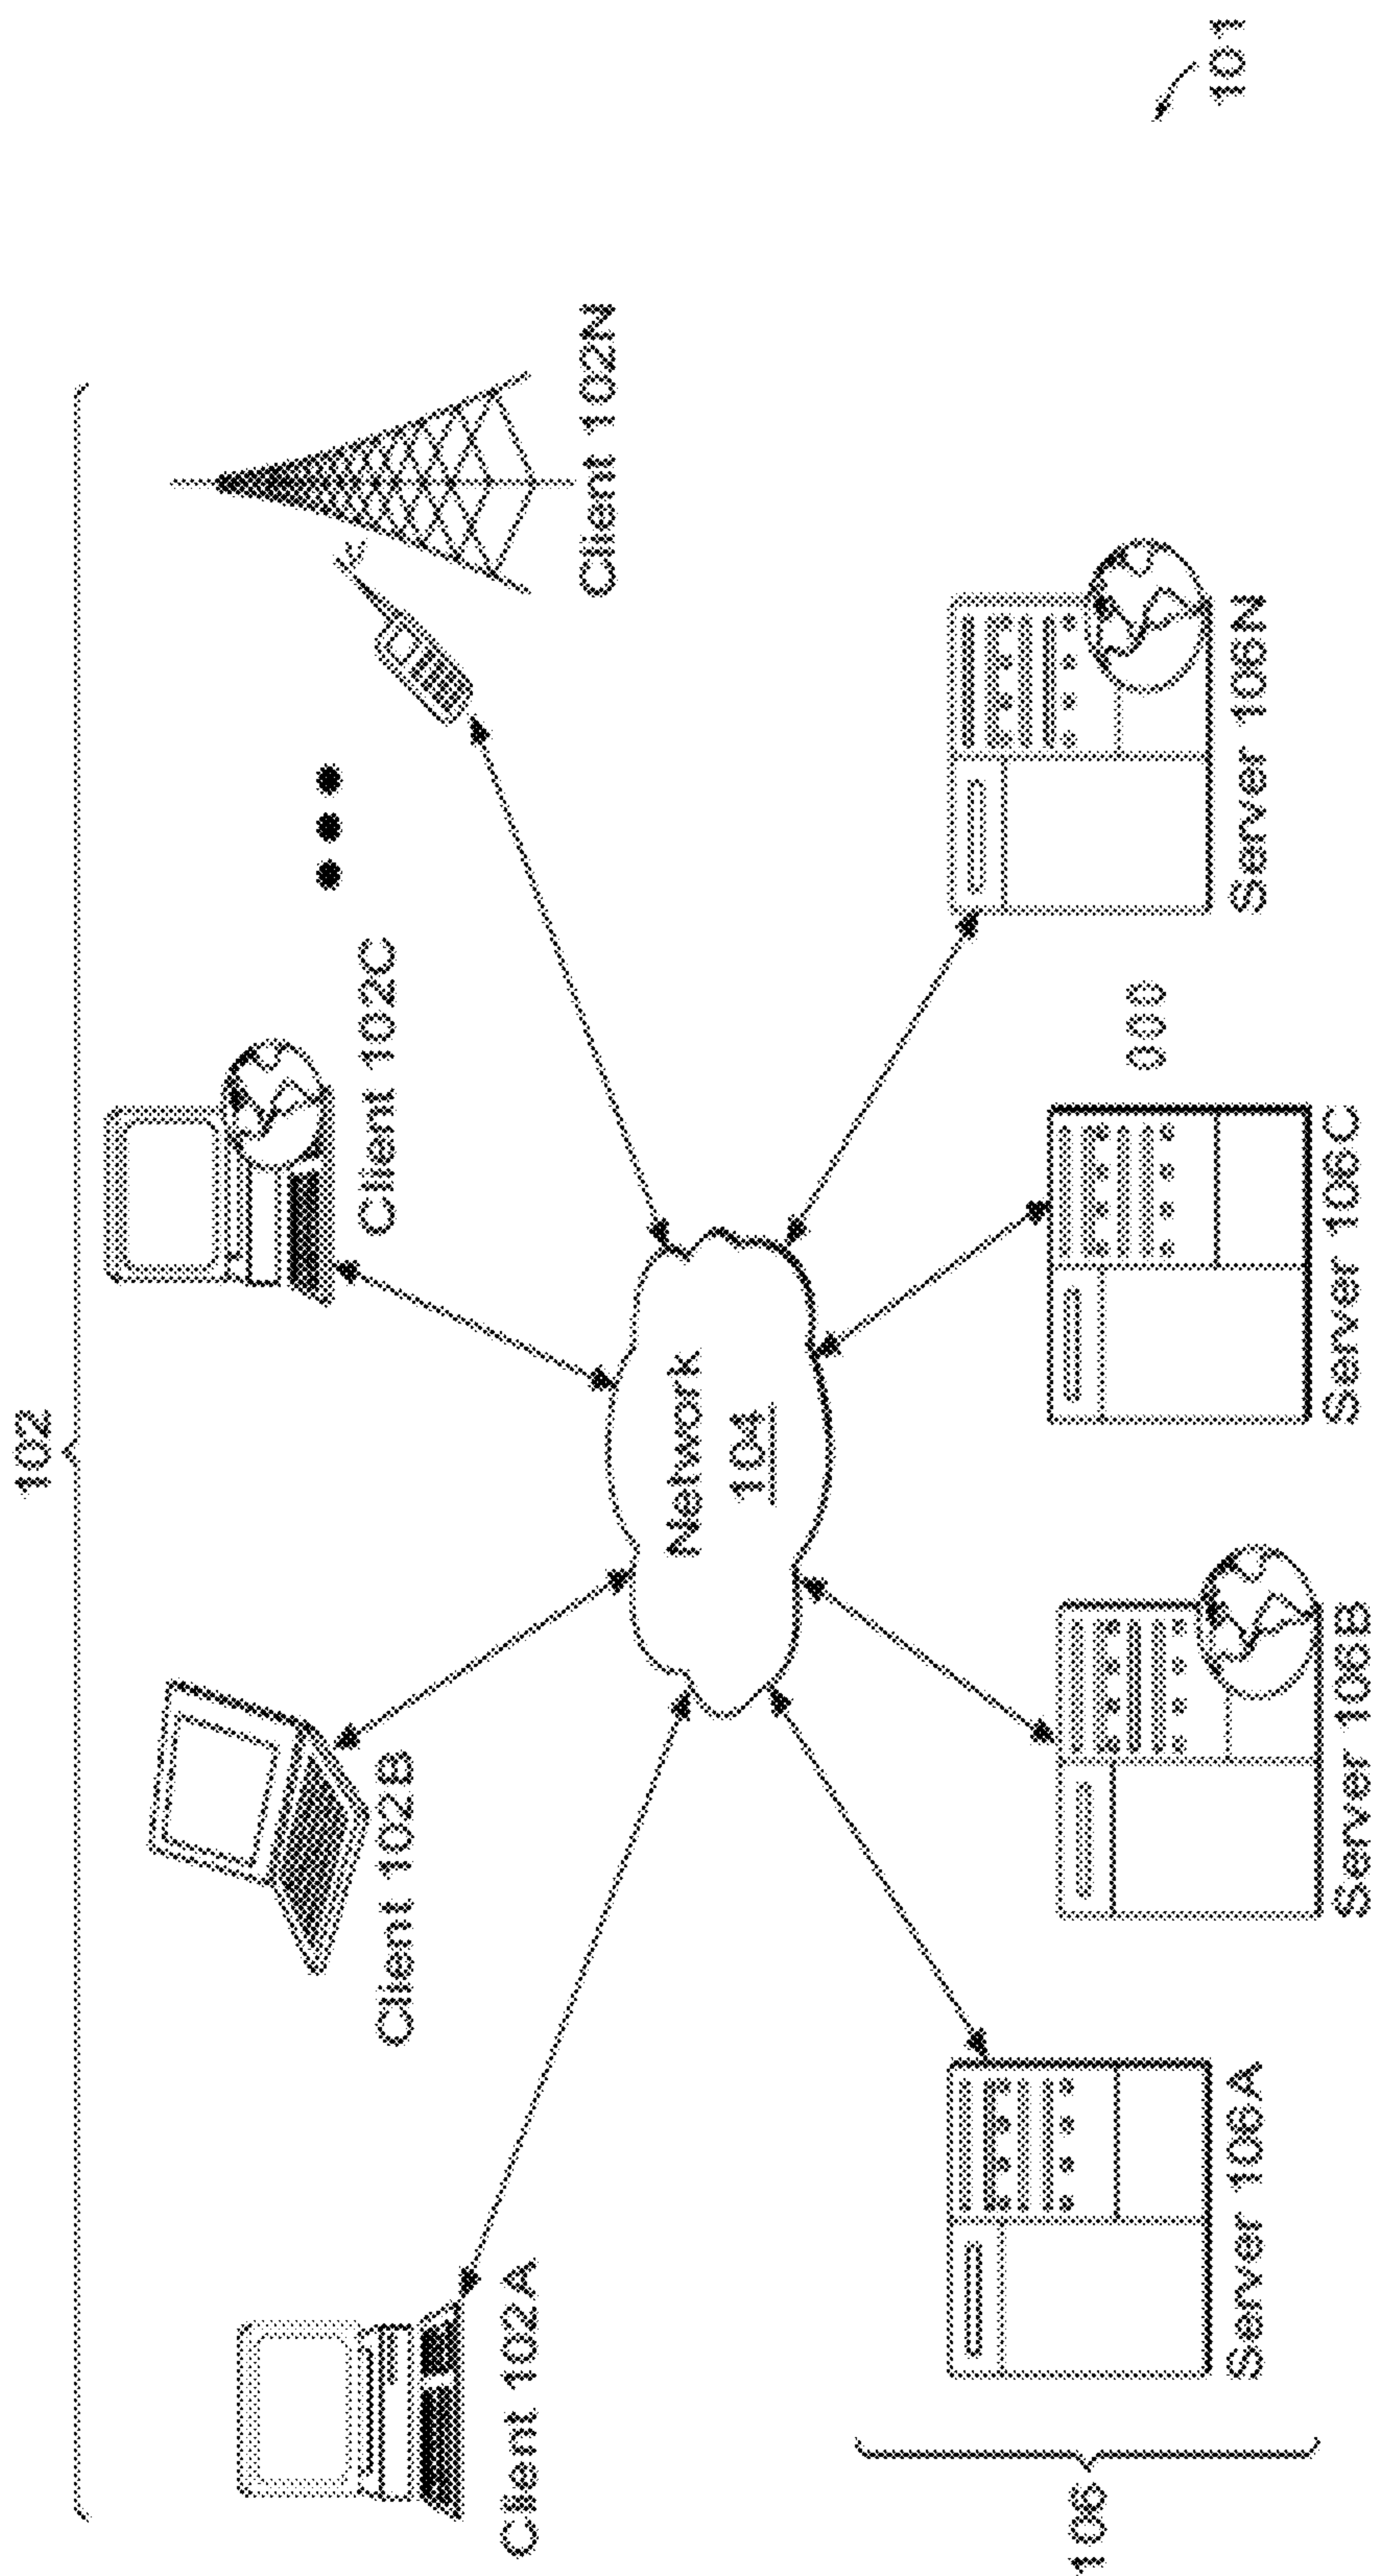 102
Client 102A
Client 102B
Client 102C
Client 102N
Network
104
Server 106A
Server 106B
Server 106C
000
Server 106N
106
101